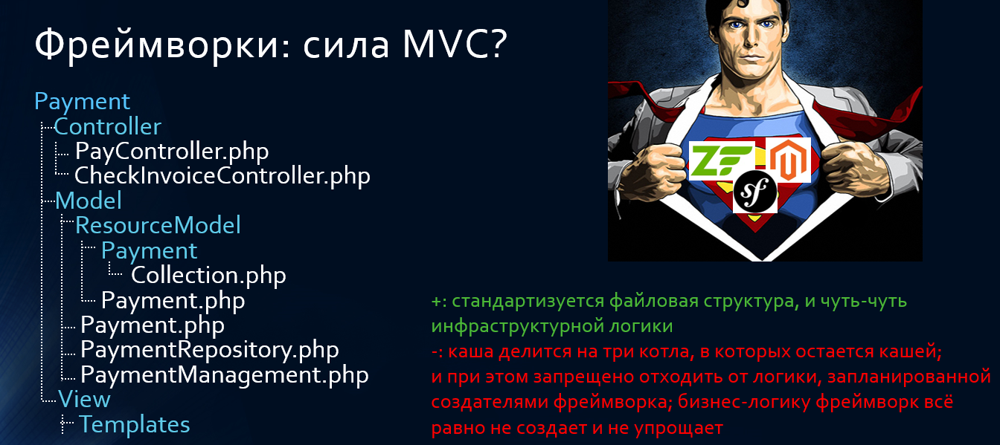 Фреймворки: сила MVC?
Payment
Controller
PayController.php
CheckInvoiceController.php
Model
ResourceModel
Payment
Collection.php
Payment.php
Payment.php
PaymentRepository.php
PaymentManagement.php
View
Templates
ZF
sf
+: стандартизуется файловая структура, и чуть-чуть
инфраструктурной логики
-: каша делится на три котла, в которых остается кашей;
и при этом запрещено отходить от логики, запланированной
создателями фреймворка; бизнес-логику фреймворк всё
равно не создает и не упрощает